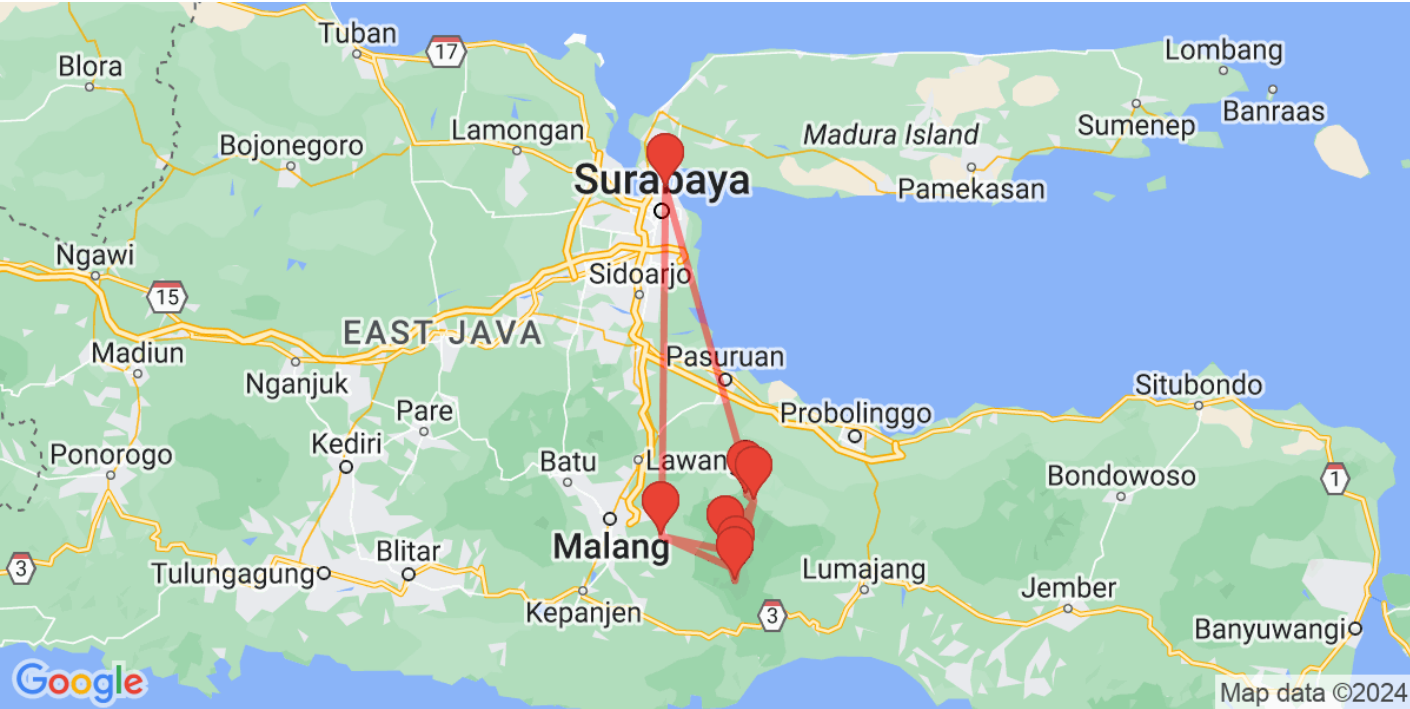 Tuban
17
Lombang
Blora
Banraas
Lamongan
Madura Island
Sumenep
Bojonegoro
Surabaya
Pamekasan
Ngawi
Sidoarjo
15
EAST JAVA
Madiun
Pasuruan
Nganjuk
Situbondo
Pare
Probolinggo
Kediri
Ponorogo
Batu
Lawan
Bondowoso
1
Malang
Blitar
3
Tulungagung
Lumajang
Jember
Kepanjen
3
Banyuwangi
Google
Map data ©2024